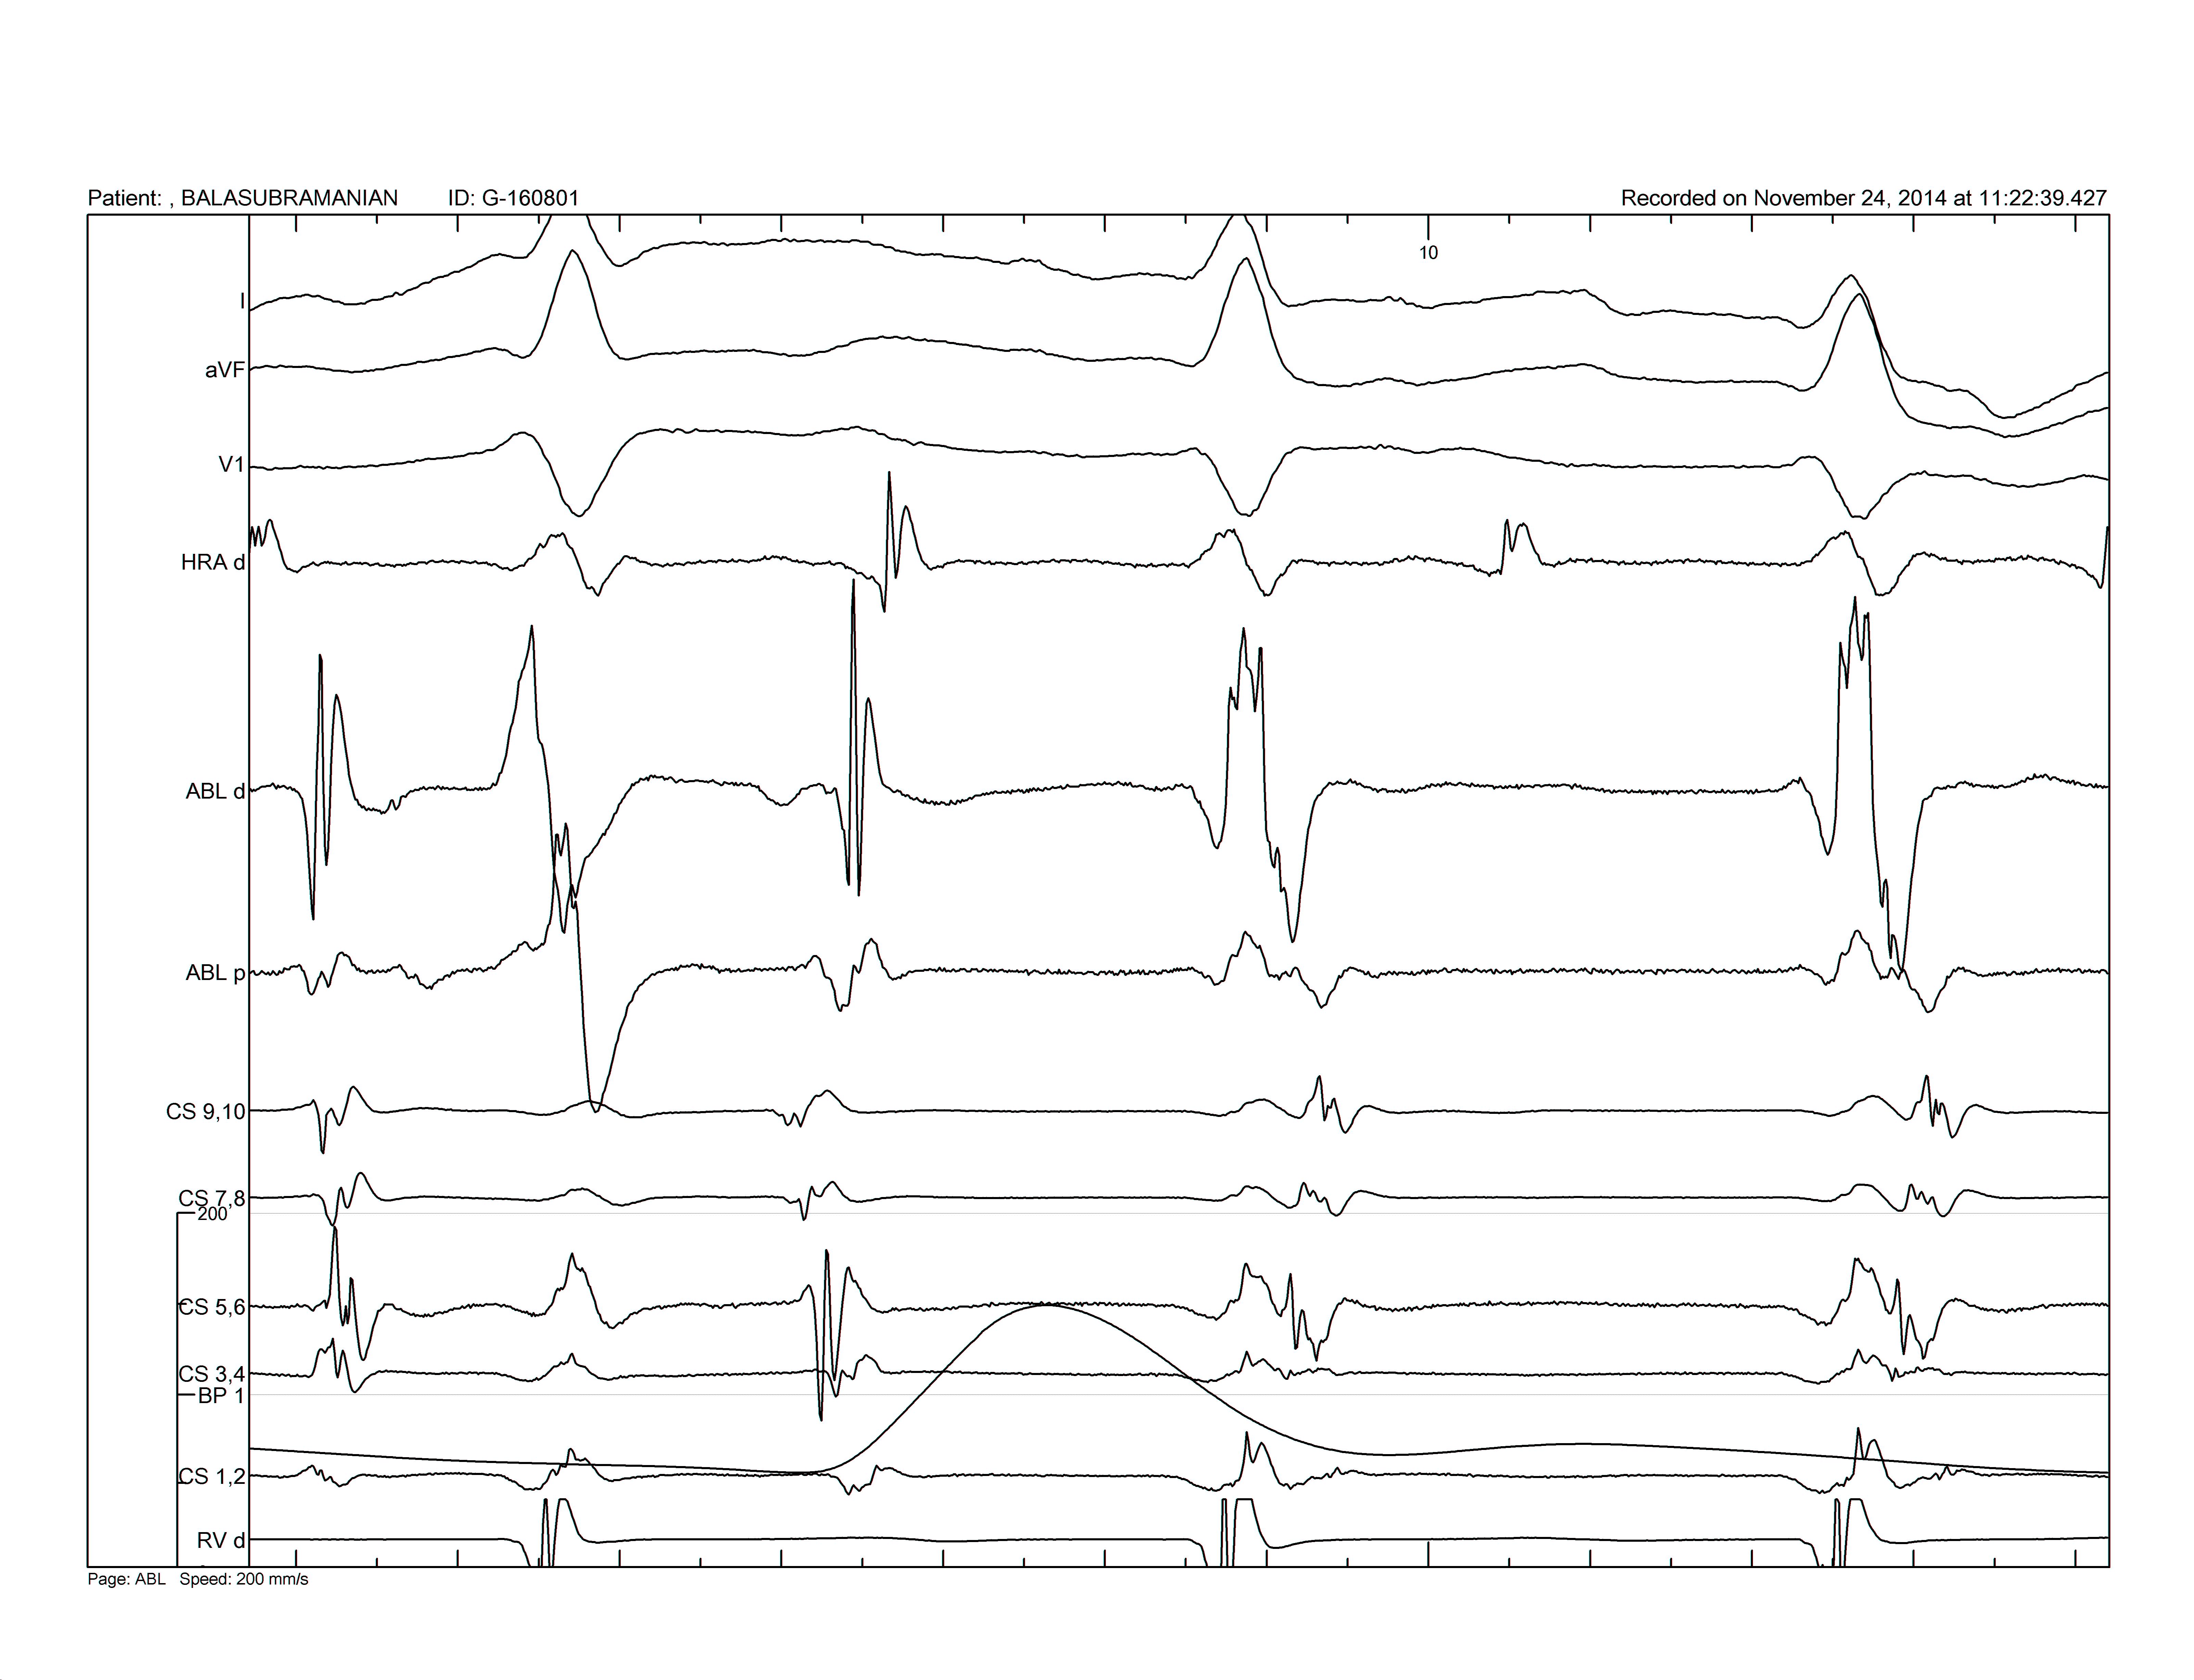 Patient: , BALASUBRAMANIAN ID: G-160801 Recorded on November 24, 2014 at 11:22:39.427
10
I
aVF
V1
HRA d
ABL d
ABL p
CS 9,10
CS 7,8
200
CS 5,6
CS 3,4
BP 1
CS 1,2
RV d
Page: ABL Speed: 200 mm/s